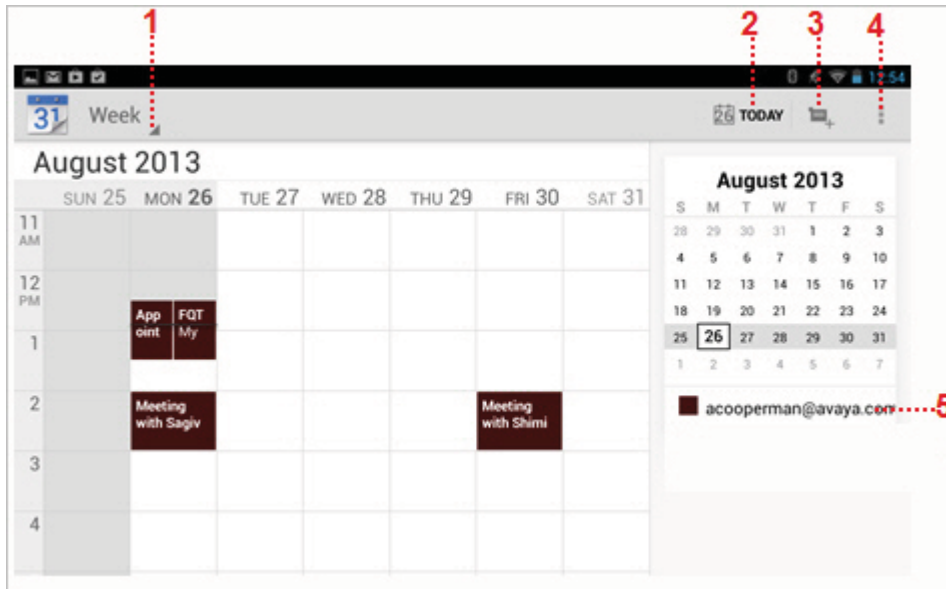 1 2 3 4
12:54
31 Week 26 TODAY
August 2013
SUN 25 MON 26 TUE 27 WED 28 THU 29 FRI 30 SAT 31
11 AM
12 PM
App oint FQT My
1
2
Meeting with Sagiv Meeting with Shimi
3
4
August 2013
S M T W T F S
28 29 30 31 1 2 3
4 5 6 7 8 9 10
11 12 13 14 15 16 17
18 19 20 21 22 23 24
25 26 27 28 29 30 31
1 2 3 4 5 6 7
acooperman@avaya.com 5